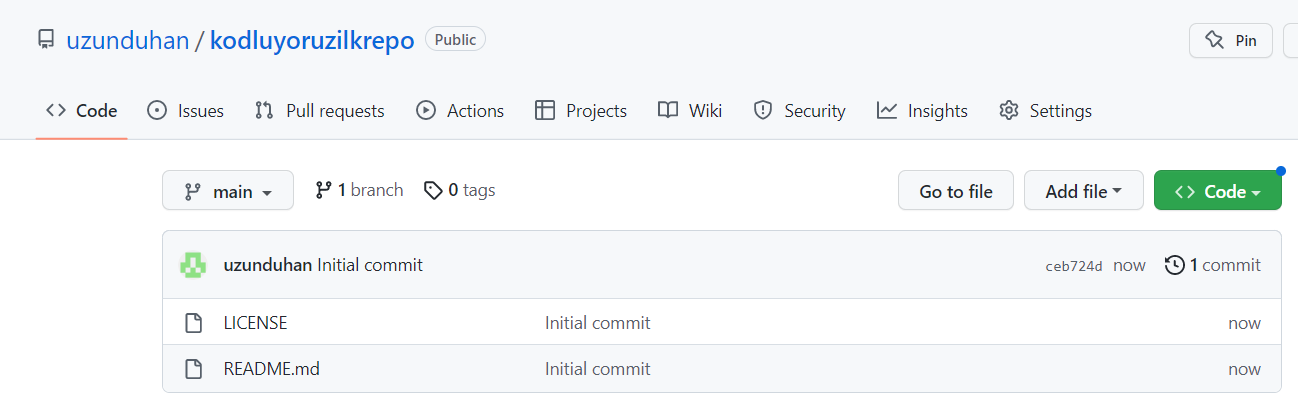 uzunduhan / kodluyoruzilkrepo Public Pin
Code Issues Pull requests Actions Projects Wiki Security Insights Settings
main 1 branch 0 tags Go to file Add file Code
uzunduhan Initial commit ceb724d now 1 commit
LICENSE Initial commit now
README.md Initial commit now